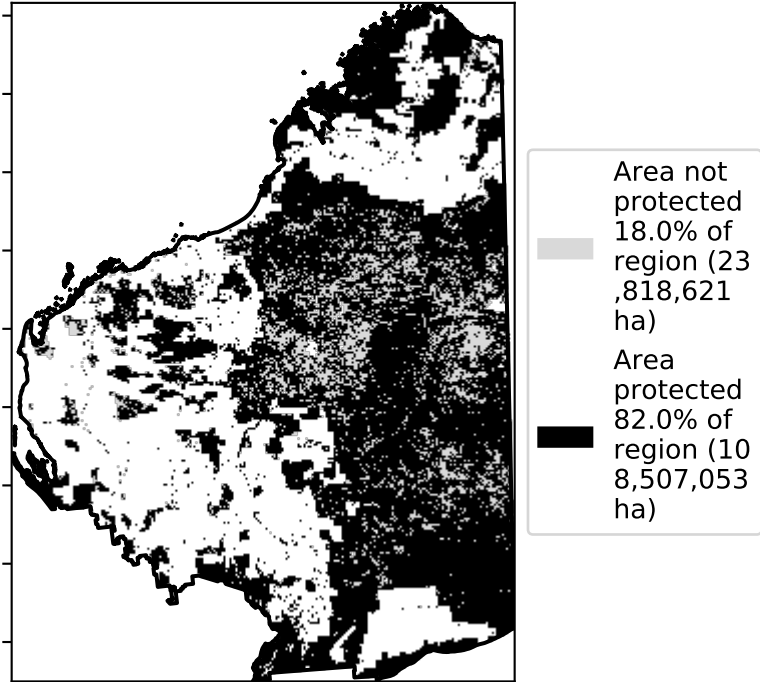 Area not
protected
18.0% of
region (23
,818,621
ha)
Area
protected
82.0% of
region (10
8,507,053
ha)